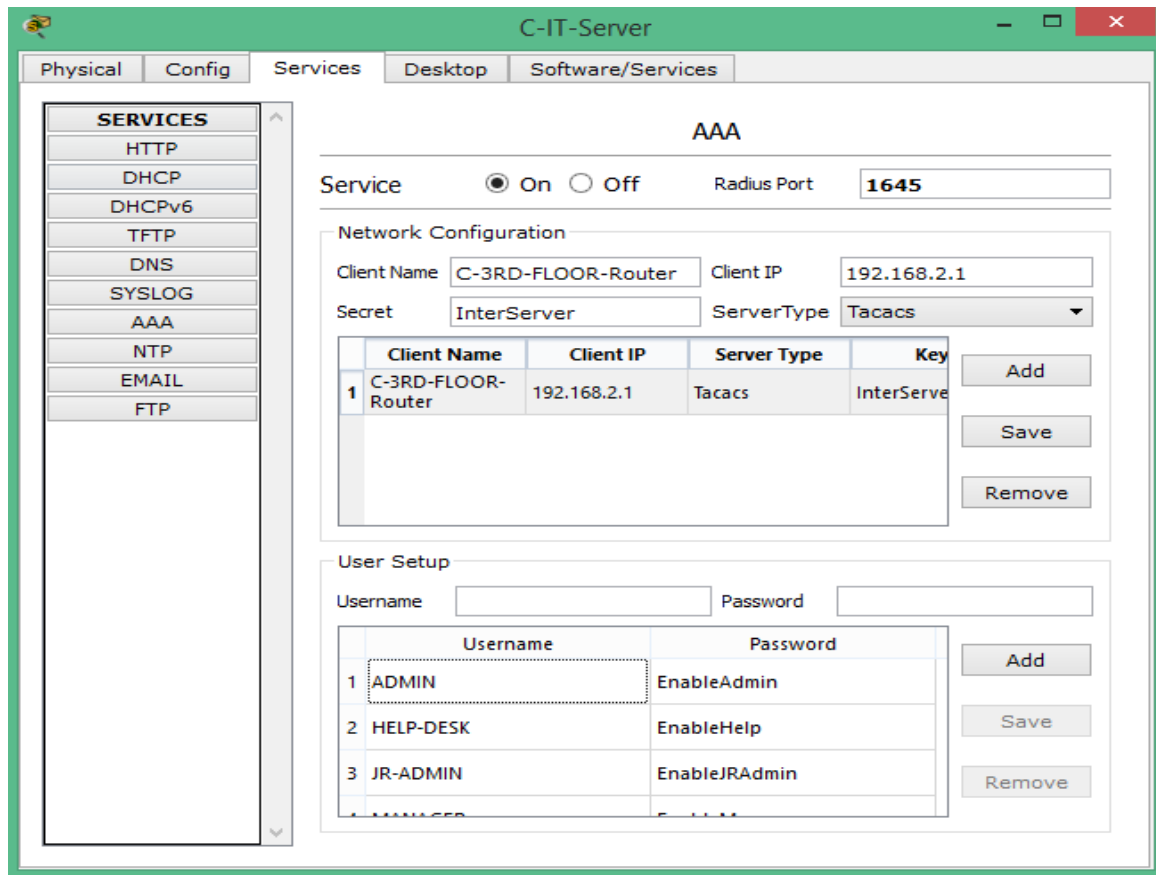 C-IT-Server
Physical Config Services Desktop Software/Services
SERVICES
HTTP
DHCP
DHCPv6
TFTP
DNS
SYSLOG
AAA
NTP
EMAIL
FTP
AAA
Service On Off Radius Port 1645
Network Configuration
Client Name C-3RD-FLOOR-Router Client IP 192.168.2.1
Secret InterServer ServerType Tacacs
Client Name Client IP Server Type Key
1 C-3RD-FLOOR-Router 192.168.2.1 Tacacs InterServe
Add
Save
Remove
User Setup
Username Password
Username Password
1 ADMIN EnableAdmin
2 HELP-DESK EnableHelp
3 JR-ADMIN EnableJRAdmin
Add
Save
Remove